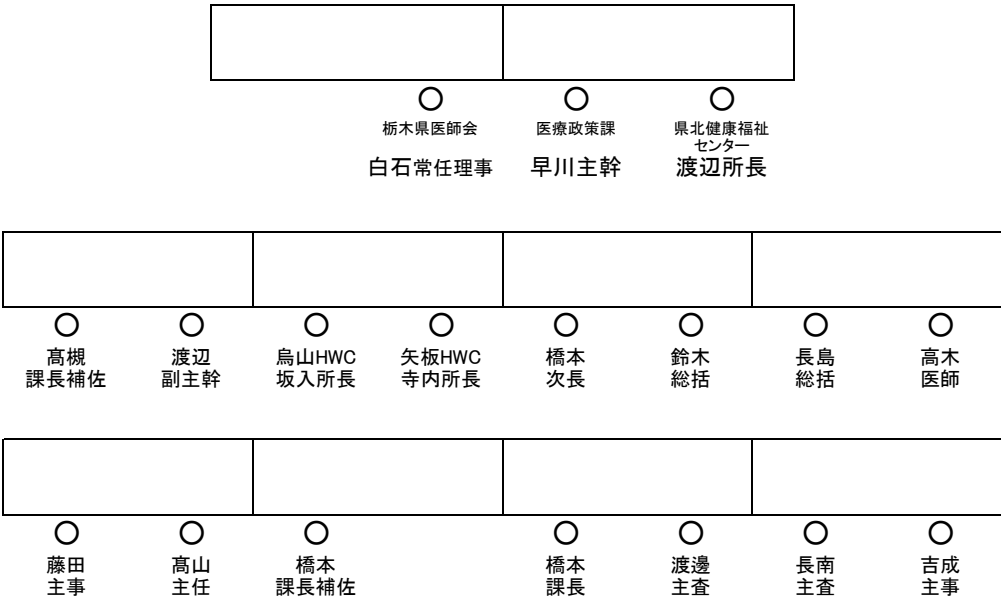 栃木県医師会 医療政策課 県北健康福祉
センター
白石常任理事 早川主幹 渡辺所長
髙槻 渡辺 烏山HWC 矢板HWC 橋本 鈴木 長島 高木
課長補佐 副主幹 坂入所長 寺内所長 次長 総括 総括 医師
藤田 髙山 橋本 橋本 渡邊 長南 吉成
主事 主任 課長補佐 課長 主査 主査 主事